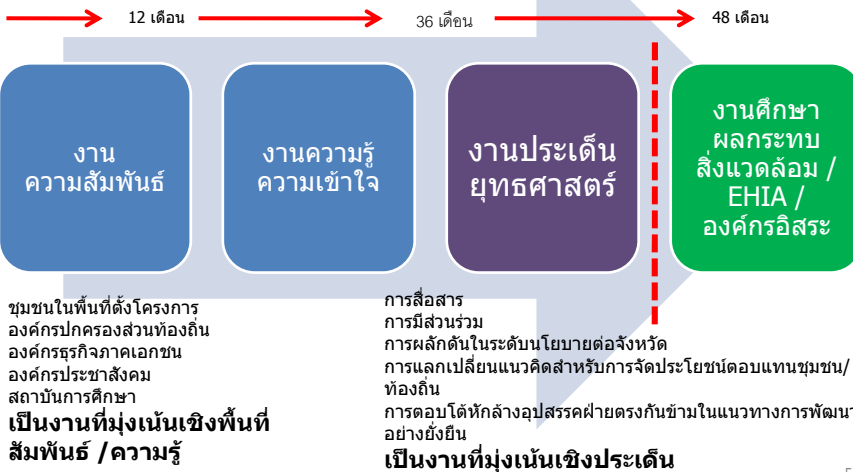 12 เดือน
36 เดือน
48 เดือน
งาน
ความสัมพันธ์
งานความรู้
ความเข้าใจ
งานประเด็น
ยุทธศาสตร์
งานศึกษา
ผลกระทบ
สิ่งแวดล้อม /
EHIA /
องค์กรอิสระ
ชุมชนในพื้นที่ตั้งโครงการ
องค์กรปกครองส่วนท้องถิ่น
องค์กรธุรกิจภาคเอกชน
องค์กรประชาสังคม
สถาบันการศึกษา
เป็นงานที่มุ่งเน้นเชิงพื้นที่
สัมพันธ์ /ความรู้
การสื่อสาร
การมีส่วนร่วม
การผลักดันในระดับนโยบายต่อจังหวัด
การแลกเปลี่ยนแนวคิดสำหรับการจัดประโยชน์ตอบแทนชุมชน/
ท้องถิ่น
การตอบโต้หักล้างอุปสรรคฝ่ายตรงกันข้ามในแนวทางการพัฒนา
อย่างยั่งยืน
เป็นงานที่มุ่งเน้นเชิงประเด็น